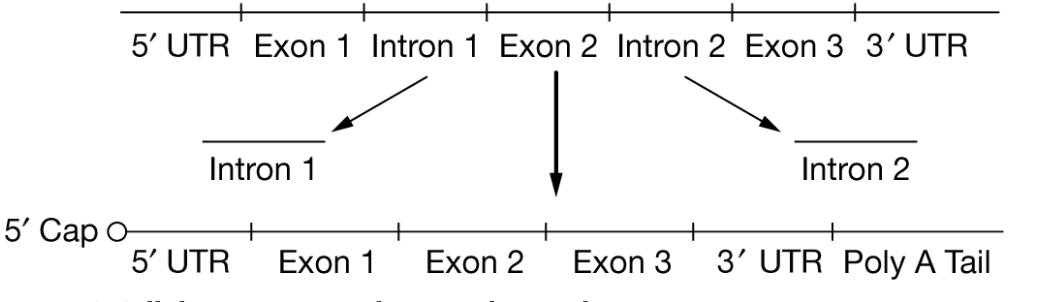 5′ UTR Exon 1 Intron 1 Exon 2 Intron 2 Exon 3 3′ UTR
Intron 1 Intron 2
5′ Cap
5′ UTR Exon 1 Exon 2 Exon 3 3′ UTR Poly A Tail